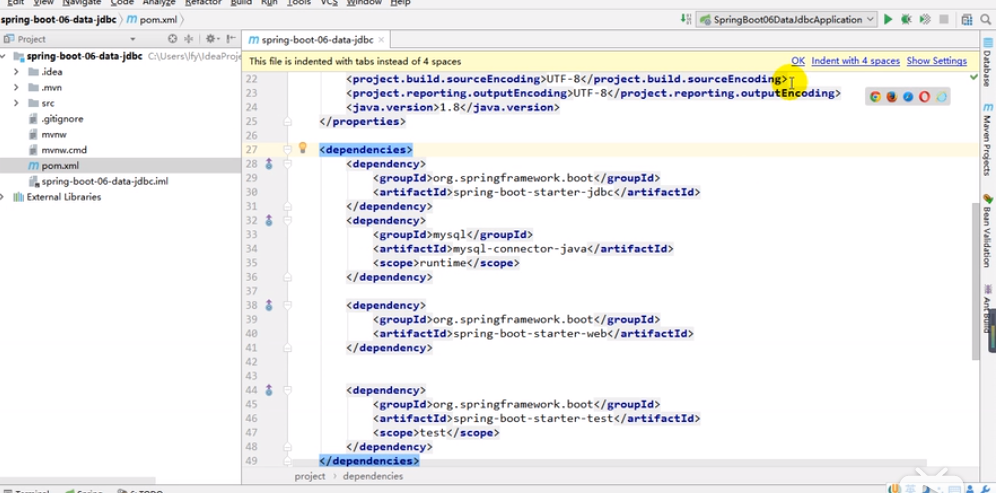 Edit View Navigate Code Analyze Refactor Build Run Tools VCS Window Help
spring-boot-06-data-jdbc pom.xml SpringBoot06DataJdbcApplication
Project
spring-boot-06-data-jdbc
This file is indented with tabs instead of 4 spaces OK Indent with 4 spaces Show Settings
spring-boot-06-data-jdbc C:\Users\lfy\IdeaProje
.idea
.mvn
src
.gitignore
mvnw
mvnw.cmd
pom.xml
spring-boot-06-data-jdbc.iml
External Libraries
22 <project.build.sourceEncoding>UTF-8</project.build.sourceEncoding>
23 <project.reporting.outputEncoding>UTF-8</project.reporting.outputEncoding>
24 <java.version>1.8</java.version>
25 </properties>
26
27 <dependencies>
28 <dependency>
29 <groupId>org.springframework.boot</groupId>
30 <artifactId>spring-boot-starter-jdbc</artifactId>
31 </dependency>
32 <dependency>
33 <groupId>mysql</groupId>
34 <artifactId>mysql-connector-java</artifactId>
35 <scope>runtime</scope>
36 </dependency>
37
38 <dependency>
39 <groupId>org.springframework.boot</groupId>
40 <artifactId>spring-boot-starter-web</artifactId>
41 </dependency>
42
43
44 <dependency>
45 <groupId>org.springframework.boot</groupId>
46 <artifactId>spring-boot-starter-test</artifactId>
47 <scope>test</scope>
48 </dependency>
49 </dependencies>
project dependencies
Database
Maven Projects
Bean Validation
Ant Build
Terminal Spring 6: TODO